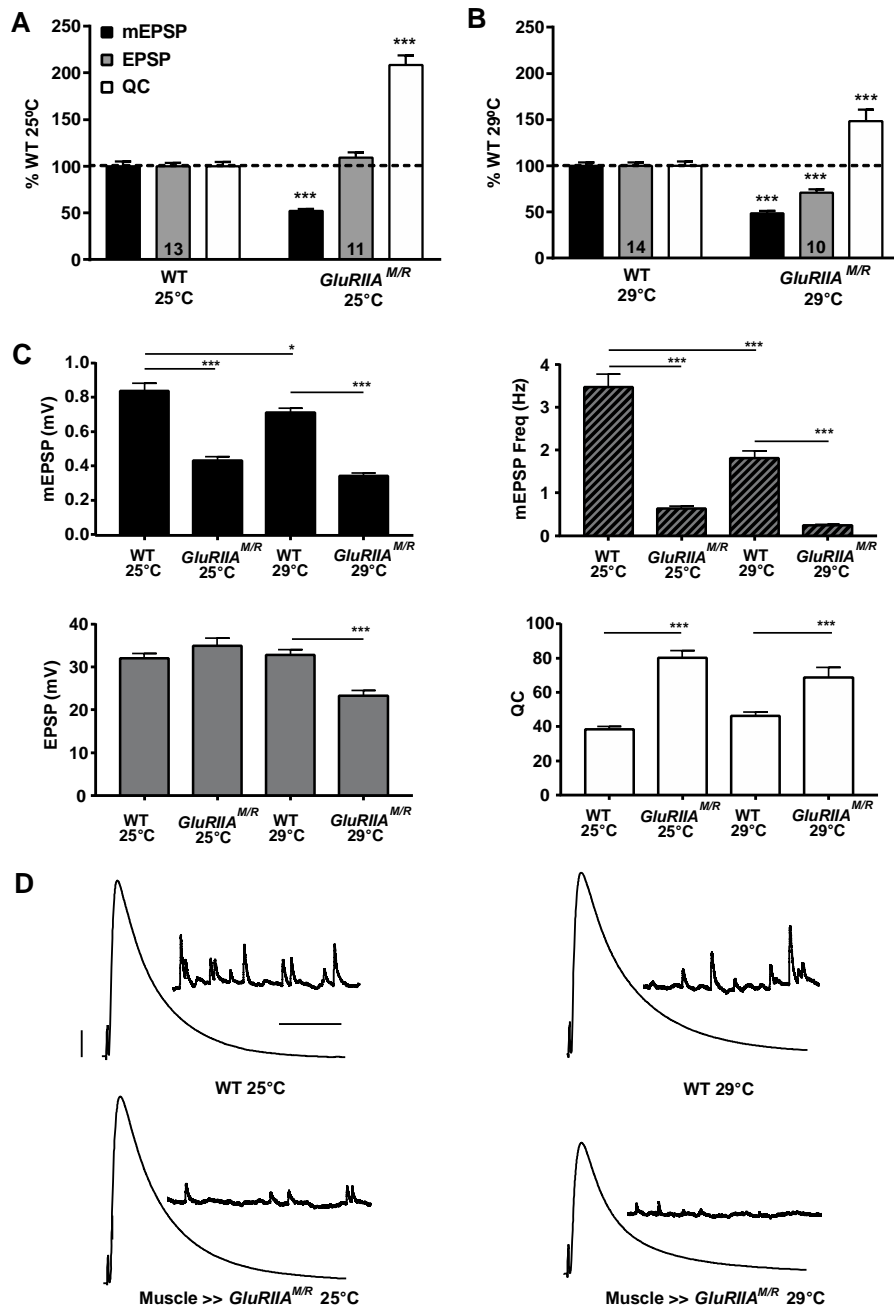 A
mEPSP
EPSP
QC
% WT 25ºC
250
200
150
100
50
0
***
***
13
11
WT
25°C
GluRIIA M/R
25°C
B
% WT 29ºC
250
200
150
100
50
0
***
***
***
14
10
WT
29°C
GluRIIA M/R
29°C
C
mEPSP (mV)
1.0
0.8
0.6
0.4
0.2
0.0
*
***
***
WT
25°C
GluRIIA M/R
25°C
WT
29°C
GluRIIA M/R
29°C
mEPSP Freq (Hz)
4
3
2
1
0
***
***
***
WT
25°C
GluRIIA M/R
25°C
WT
29°C
GluRIIA M/R
29°C
EPSP (mV)
40
30
20
10
0
***
WT
25°C
GluRIIA M/R
25°C
WT
29°C
GluRIIA M/R
29°C
QC
100
80
60
40
20
0
***
***
WT
25°C
GluRIIA M/R
25°C
WT
29°C
GluRIIA M/R
29°C
D
WT 25°C
WT 29°C
Muscle >> GluRIIA M/R 25°C
Muscle >> GluRIIA M/R 29°C